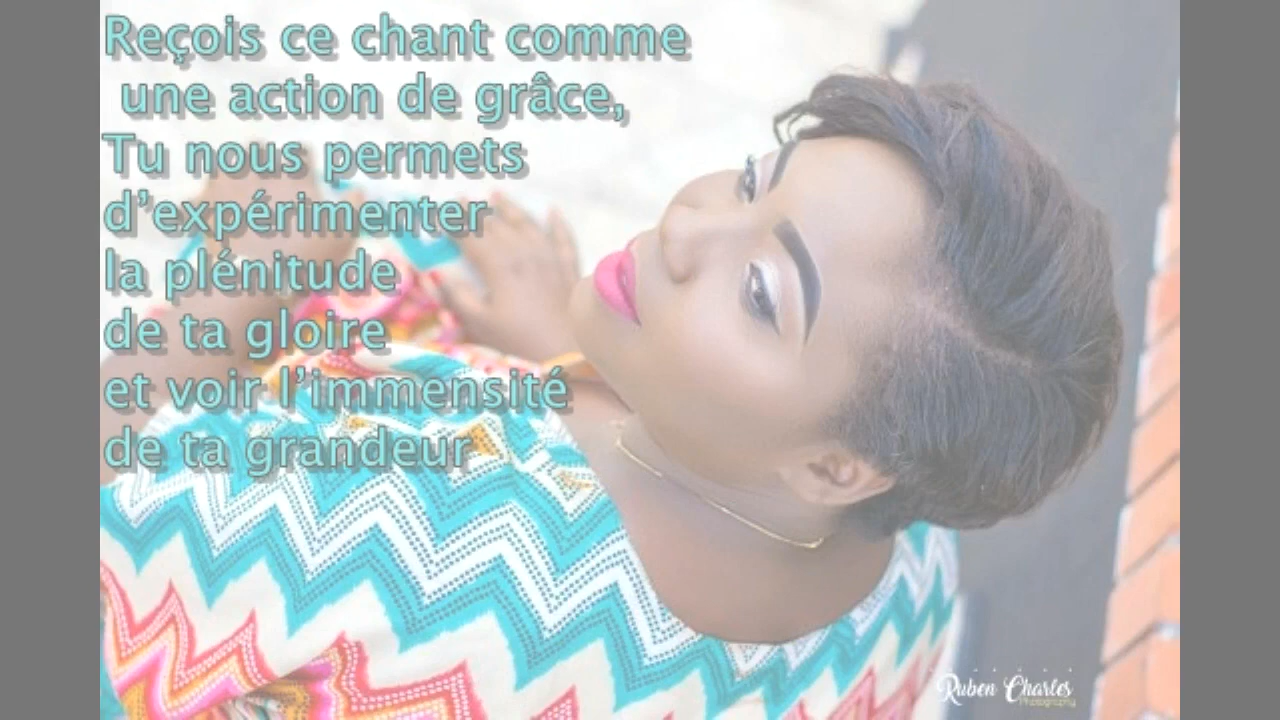 Reçois ce chant comme
une action de grâce,
Tu nous permets
d’expérimenter
la plénitude
de ta gloire
et voir l’immensité
de ta grandeur
Ruben Charles
Photography